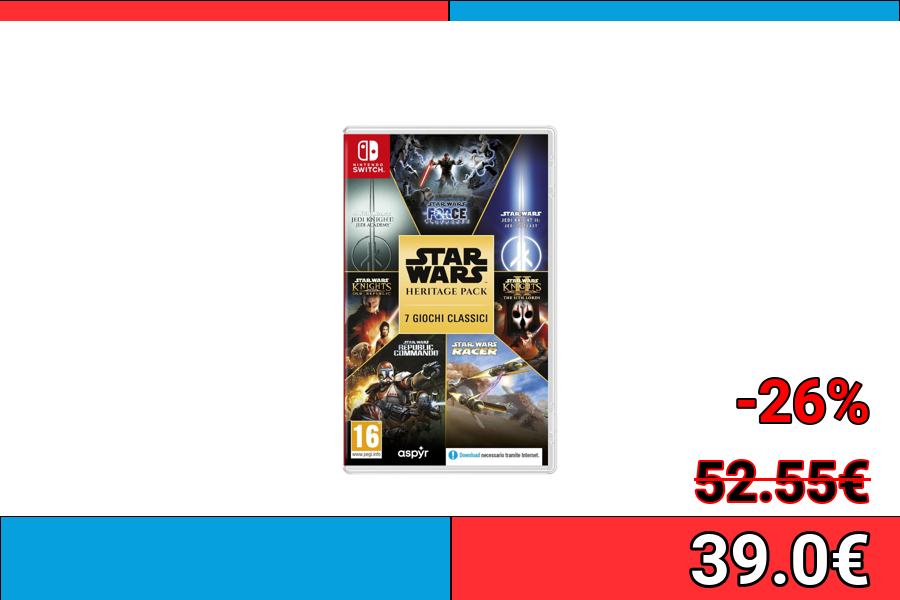 NINTENDO
SWITCH.
STAR WARS
FORCE
JEDI KNIGHT
JEDI ACADEMY
STAR WARS
JEDI KNIGHT II:
STAR
WARS
HERITAGE PACK
7 GIOCHI CLASSICI
STAR WARS
KNIGHTS
OLD REPUBLIC
STAR WARS
KNIGHTS
II
THE SITH LORDS
STAR WARS
REPUBLIC
COMMANDO
STAR WARS
RACER
16
www.pegi.info
aspyr
Download necessario tramite Internet.
-26%
52.55€
39.0€